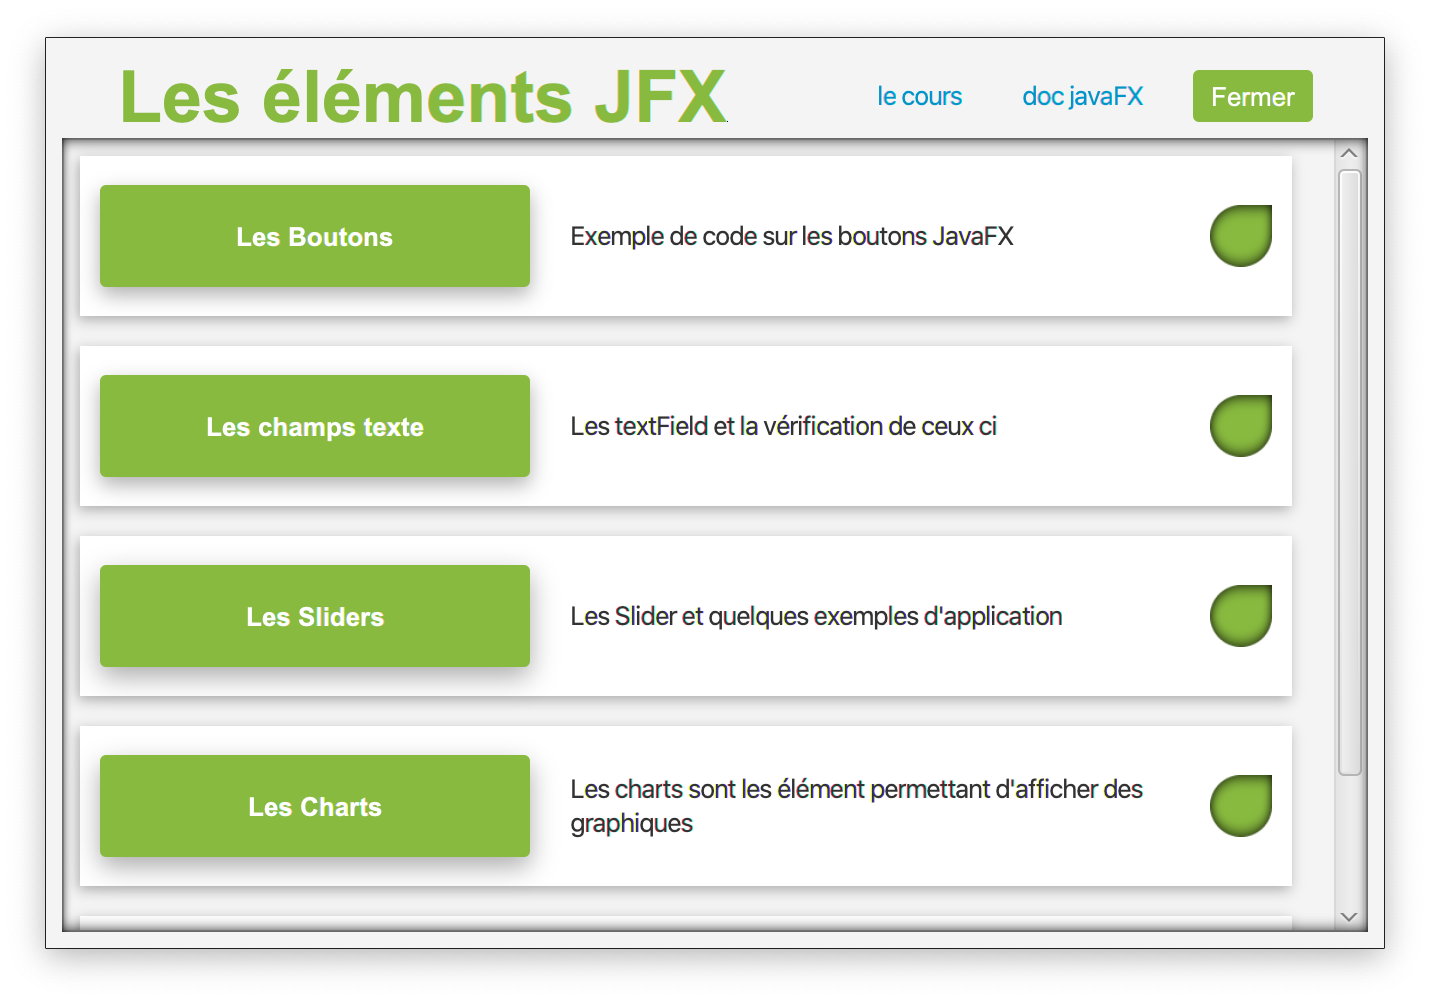 Les éléments JFX
le cours
doc javaFX
Fermer
Les Boutons
Exemple de code sur les boutons JavaFX
Les champs texte
Les textField et la vérification de ceux ci
Les Sliders
Les Slider et quelques exemples d'application
Les Charts
Les charts sont les élément permettant d'afficher des
graphiques